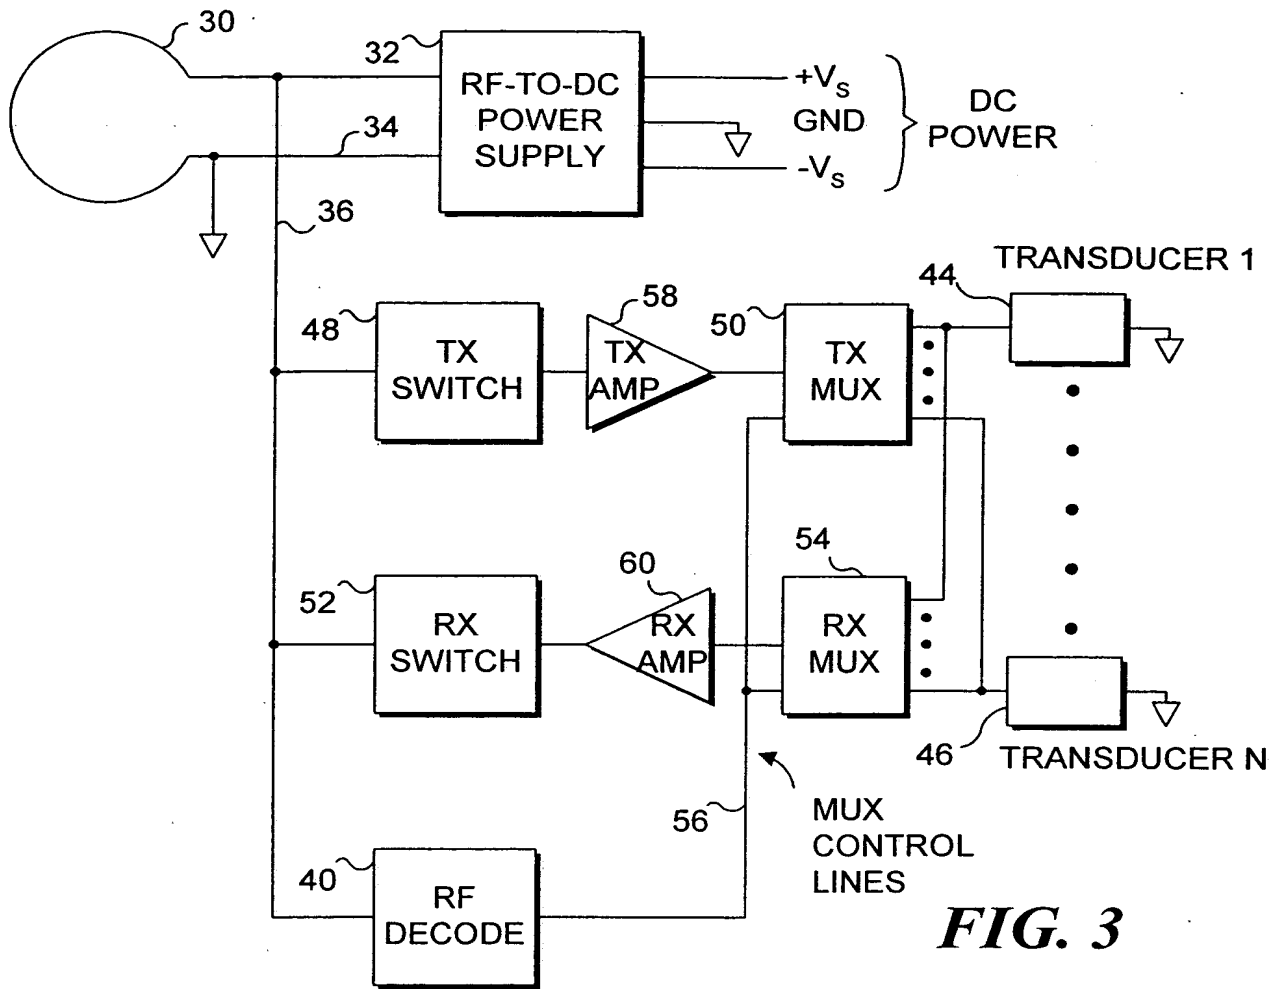 30
32
RF-TO-DC
POWER
SUPPLY
+VS
GND
-VS
DC
POWER
34
36
TRANSDUCER 1
44
48
TX
SWITCH
58
TX
AMP
50
TX
MUX
52
RX
SWITCH
60
RX
AMP
54
RX
MUX
46
TRANSDUCER N
56
MUX
CONTROL
LINES
40
RF
DECODE
FIG. 3